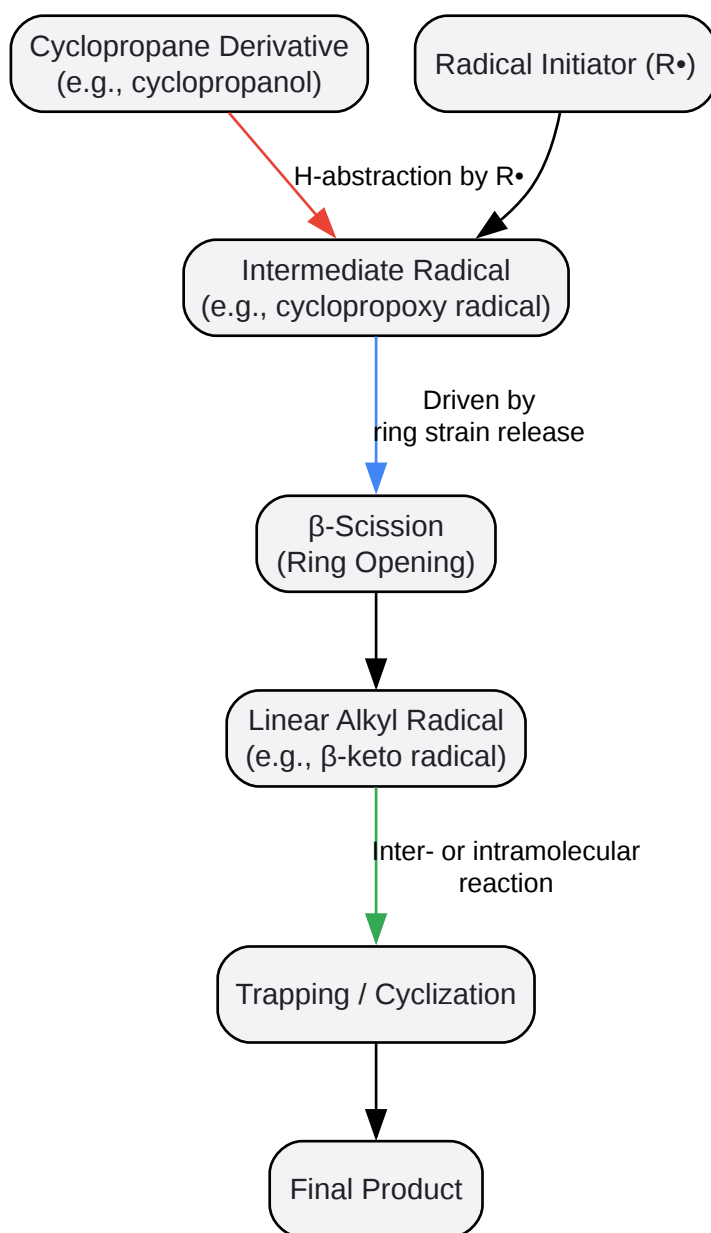 Cyclopropane Derivative
(e.g., cyclopropanol)
Radical Initiator (R•)
H-abstraction by R•
Intermediate Radical
(e.g., cyclopropoxy radical)
Driven by
ring strain release
β-Scission
(Ring Opening)
Linear Alkyl Radical
(e.g., β-keto radical)
Inter- or intramolecular
reaction
Trapping / Cyclization
Final Product